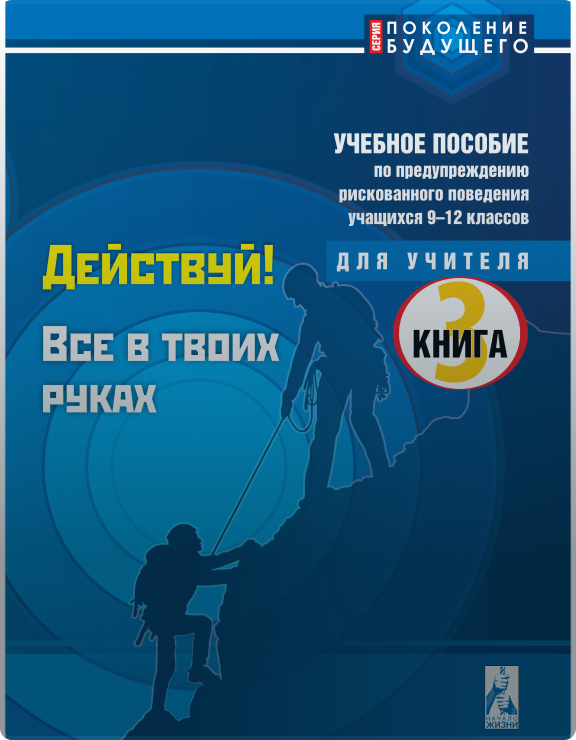 СЕРИЯ
ПОКОЛЕНИЕ
БУДУЩЕГО
УЧЕБНОЕ ПОСОБИЕ
по предупреждению
рискованного поведения
учащихся 9–12 классов
ДЛЯ УЧИТЕЛЯ
Действуй!
3
КНИГА
Все в твоих
руках
НАЧАЛО
ЖИЗНИ